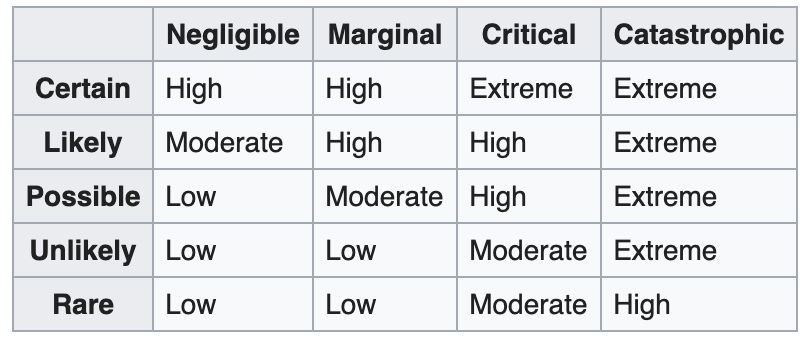 Negligible Marginal Critical Catastrophic
Certain High High Extreme Extreme
Likely Moderate High High Extreme
Possible Low Moderate High Extreme
Unlikely Low Low Moderate Extreme
Rare Low Low Moderate High